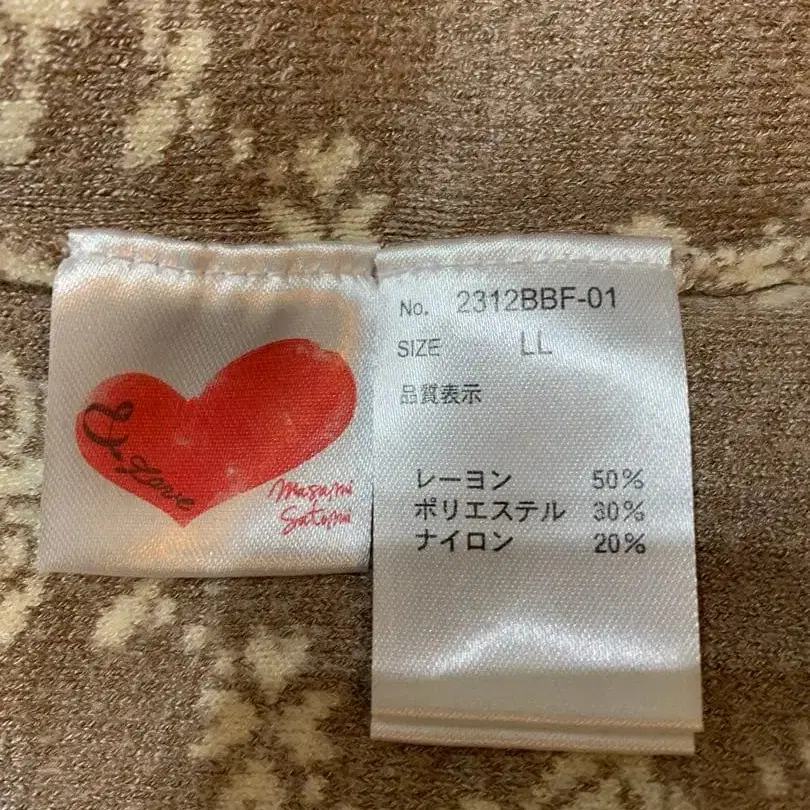 In Love
masami
Satomi
No. 2312BBF-01
SIZE LL
品質表示
レーヨン 50%
ポリエステル 30%
ナイロン 20%